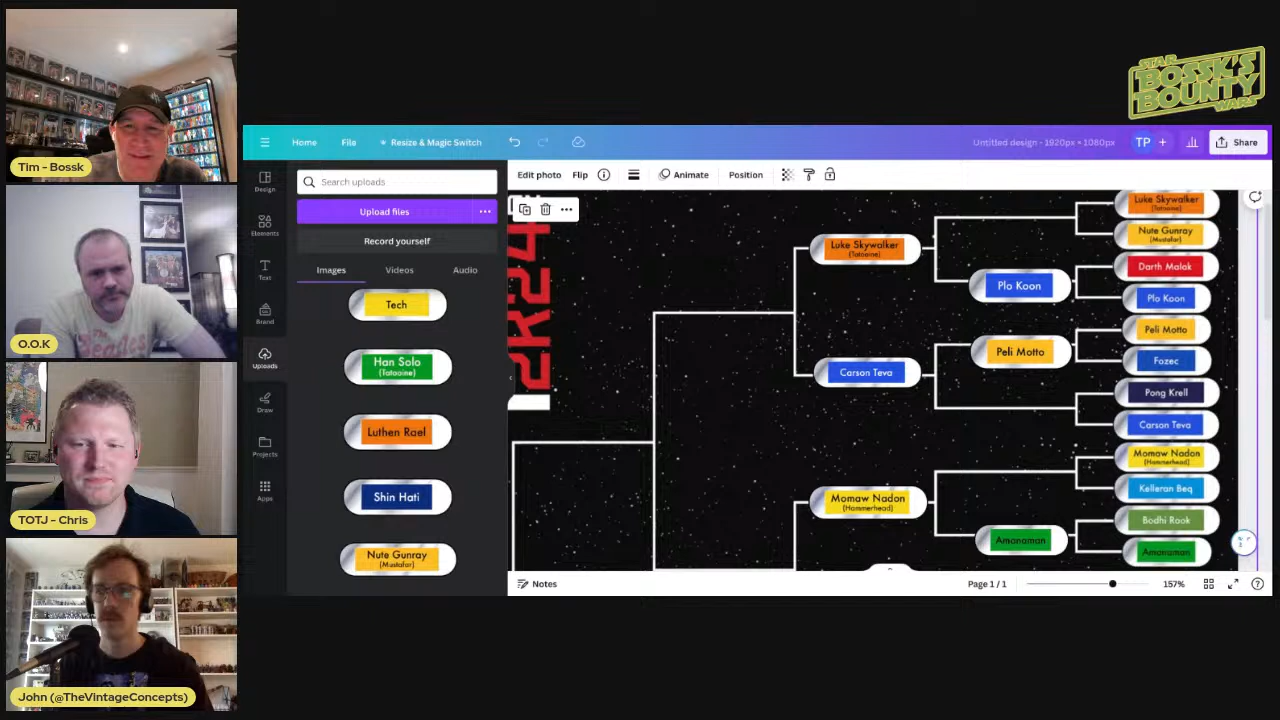 Tim - Bossk
O.O.K
TOTJ - Chris
John (@TheVintageConcepts)
STAR
BOSSK'S
BOUNTY
WARS
Home
File
Resize & Magic Switch
Untitled design - 1920px × 1080px
TP
+
Share
Design
Elements
Text
Brand
Uploads
Draw
Projects
Apps
Search uploads
Upload files
Record yourself
Images
Videos
Audio
Tech
Han Solo
(Tatooine)
Luthen Rael
Shin Hati
Nute Gunray
(Mustafar)
Edit photo
Flip
Animate
Position
2K24
Luke Skywalker
(Tatooine)
Carson Teva
Momaw Nadon
(Hammerhead)
Plo Koon
Peli Motto
Amanaman
Luke Skywalker
(Tatooine)
Nute Gunray
(Mustafar)
Darth Malak
Plo Koon
Peli Motto
Fozec
Pong Krell
Carson Teva
Momaw Nadon
(Hammerhead)
Kelleran Beq
Bodhi Rook
Amanaman
Notes
Page 1 / 1
157%